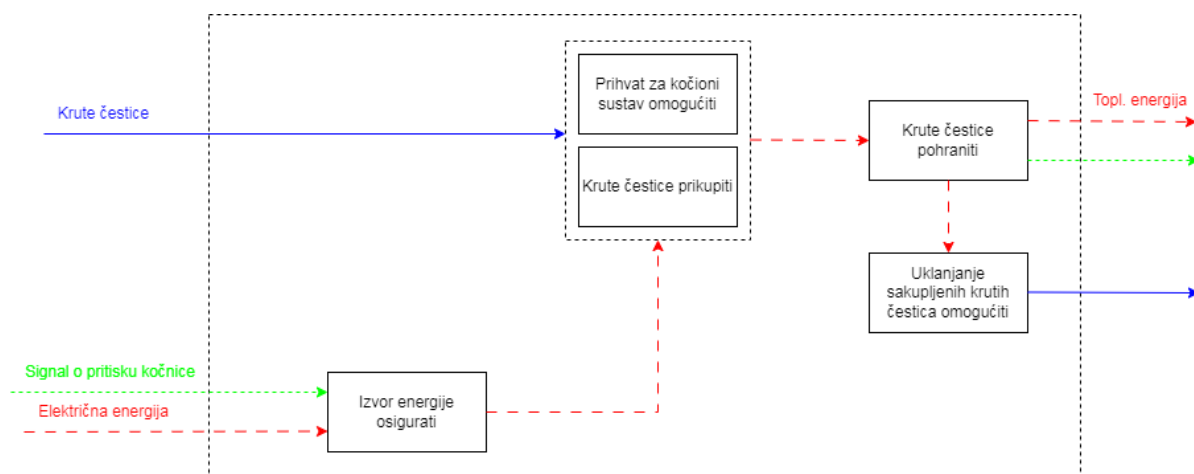 Prihvat za kočioni
sustav omogućiti
Krute čestice
Topl. energija
Krute čestice
pohraniti
Krute čestice prikupiti
Uklanjanje
sakupljenih krutih
čestica omogućiti
Signal o pritisku kočnice
Električna energija
Izvor energije
osigurati